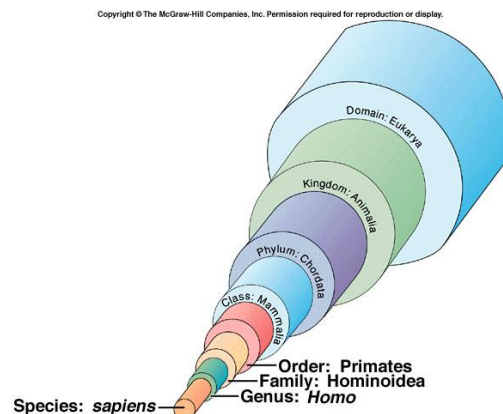 Copyright © The McGraw-Hill Companies, Inc. Permission required for reproduction or display.
Domain: Eukarya
Kingdom: Animalia
Phylum: Chordata
Class: Mammalia
Order: Primates
Family: Hominoidea
Genus: Homo
Species: sapiens